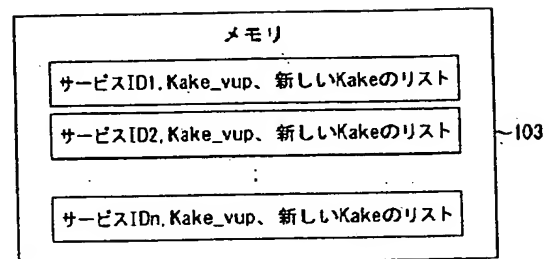 メモリ
サービスID1, Kake_vup、新しいKakeのリスト
サービスID2, Kake_vup、新しいKakeのリスト
~103
⋮
サービスIDn, Kake_vup、新しいKakeのリスト